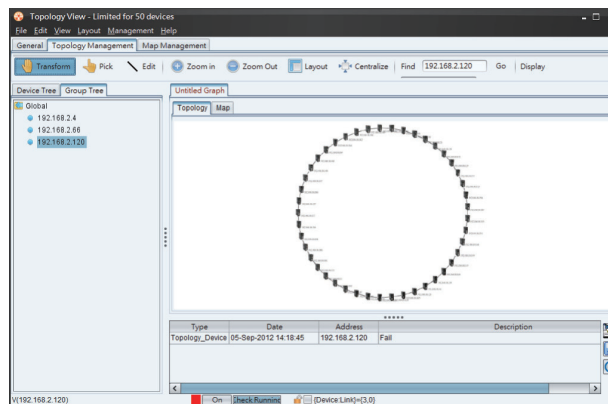 Topology View - Limited for 50 devices
File Edit View Layout Management Help
General Topology Management Map Management
Transform Pick Edit Zoom in Zoom Out Layout Centralize Find 192.168.2.120 Go Display
Device Tree Group Tree
Untitled Graph
Global
Topology Map
192.168.2.4
192.168.2.66
192.168.2.120
Type Date Address Description
Topology_Device 05-Sep-2012 14:18:45 192.168.2.120 Fail
V(192.168.2.120) On Check Running {Device:Link}={3,0}